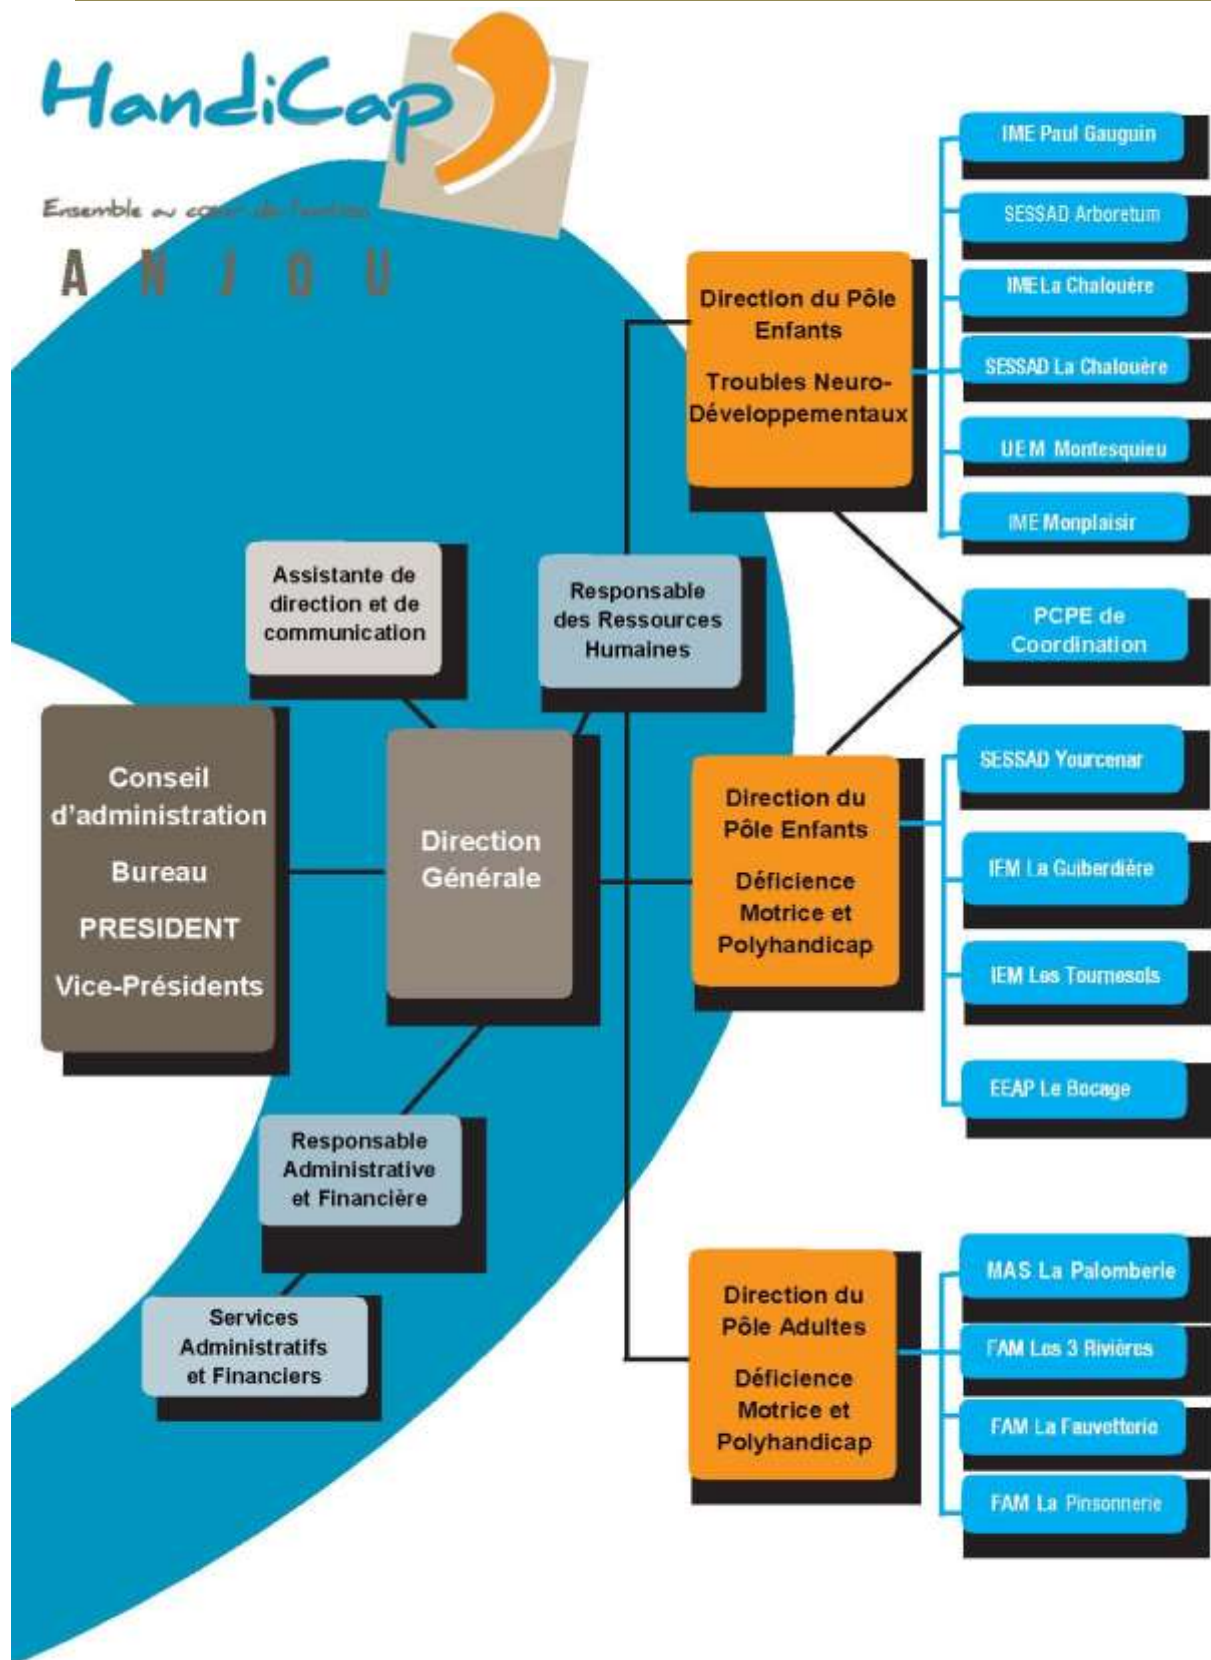 HandiCap
Ensemble au cœur de l'action
ANJOU
IME Paul Gauguin
SESSAD Arboretum
IME La Chalouère
SESSAD La Chalouère
UEM Montesquieu
IME Monplaisir
Direction du Pôle
Enfants
Troubles Neuro-
Développementaux
PCPE de
Coordination
Assistante de
direction et de
communication
Responsable
des Ressources
Humaines
Conseil
d'administration
Bureau
PRESIDENT
Vice-Présidents
Direction
Générale
Direction du
Pôle Enfants
Déficience
Motrice et
Polyhandicap
SESSAD Yourcenar
IEM La Guiberdière
IEM Les Tournesols
EEAP Le Bocage
Responsable
Administrative
et Financière
Services
Administratifs
et Financiers
Direction du
Pôle Adultes
Déficience
Motrice et
Polyhandicap
MAS La Palomberie
FAM Les 3 Rivières
FAM La Fauvetterie
FAM La Pinsonnerie